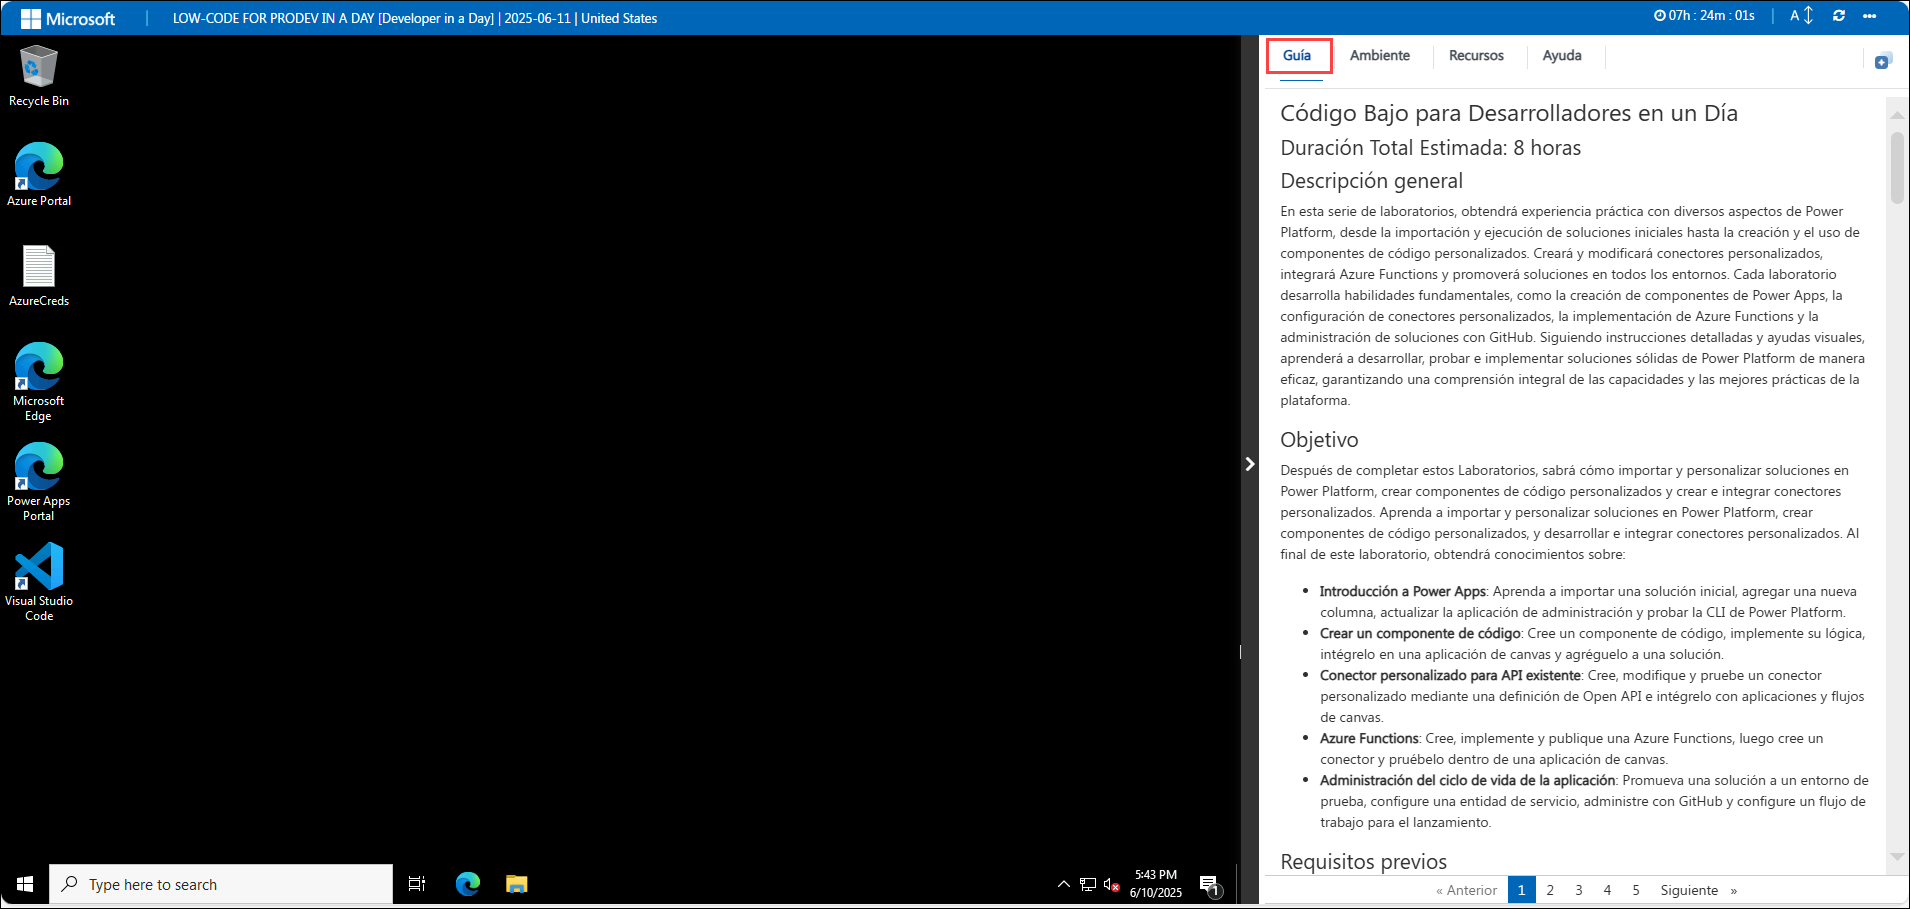 Microsoft
LOW-CODE FOR PRODEV IN A DAY [Developer in a Day] | 2025-06-11 | United States
07h : 24m : 01s
A
Recycle Bin
Azure Portal
AzureCreds
Microsoft
Edge
Power Apps
Portal
Visual Studio
Code
Type here to search
5:43 PM
6/10/2025
1
Guía
Ambiente
Recursos
Ayuda
Código Bajo para Desarrolladores en un Día
Duración Total Estimada: 8 horas
Descripción general
En esta serie de laboratorios, obtendrá experiencia práctica con diversos aspectos de Power
Platform, desde la importación y ejecución de soluciones iniciales hasta la creación y el uso de
componentes de código personalizados. Creará y modificará conectores personalizados,
integrará Azure Functions y promoverá soluciones en todos los entornos. Cada laboratorio
desarrolla habilidades fundamentales, como la creación de componentes de Power Apps, la
configuración de conectores personalizados, la implementación de Azure Functions y la
administración de soluciones con GitHub. Siguiendo instrucciones detalladas y ayudas visuales,
aprenderá a desarrollar, probar e implementar soluciones sólidas de Power Platform de manera
eficaz, garantizando una comprensión integral de las capacidades y las mejores prácticas de la
plataforma.
Objetivo
Después de completar estos Laboratorios, sabrá cómo importar y personalizar soluciones en
Power Platform, crear componentes de código personalizados y crear e integrar conectores
personalizados. Aprenda a importar y personalizar soluciones en Power Platform, crear
componentes de código personalizados, y desarrollar e integrar conectores personalizados. Al
final de este laboratorio, obtendrá conocimientos sobre:
• Introducción a Power Apps: Aprenda a importar una solución inicial, agregar una nueva
columna, actualizar la aplicación de administración y probar la CLI de Power Platform.
• Crear un componente de código: Cree un componente de código, implemente su lógica,
intégrelo en una aplicación de canvas y agréguelo a una solución.
• Conector personalizado para API existente: Cree, modifique y pruebe un conector
personalizado mediante una definición de Open API e intégrelo con aplicaciones y flujos
de canvas.
• Azure Functions: Cree, implemente y publique una Azure Functions, luego cree un
conector y pruébelo dentro de una aplicación de canvas.
• Administración del ciclo de vida de la aplicación: Promueva una solución a un entorno de
prueba, configure una entidad de servicio, administre con GitHub y configure un flujo de
trabajo para el lanzamiento.
Requisitos previos
« Anterior 1 2 3 4 5 Siguiente »